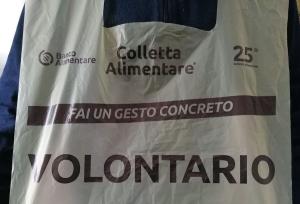 Banco Alimentare
Colletta Alimentare®
25
FAI UN GESTO CONCRETO
VOLONTARIO